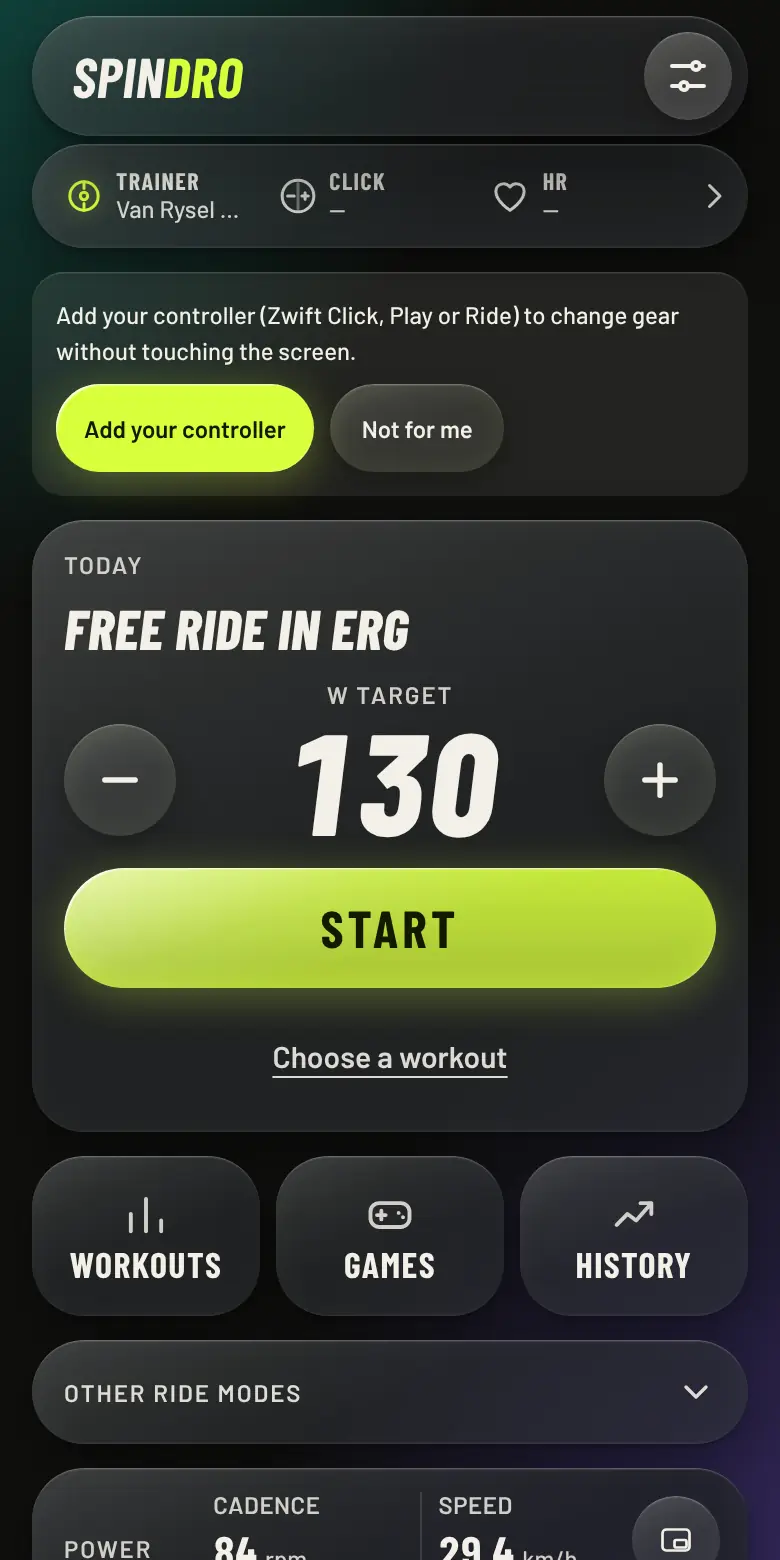 SPINDRO
TRAINER
Van Rysel ...
CLICK
–
HR
–
Add your controller (Zwift Click, Play or Ride) to change gear
without touching the screen.
Add your controller
Not for me
TODAY
FREE RIDE IN ERG
W TARGET
130
START
Choose a workout
WORKOUTS
GAMES
HISTORY
OTHER RIDE MODES
POWER
CADENCE
84 rpm
SPEED
29.4 km/h